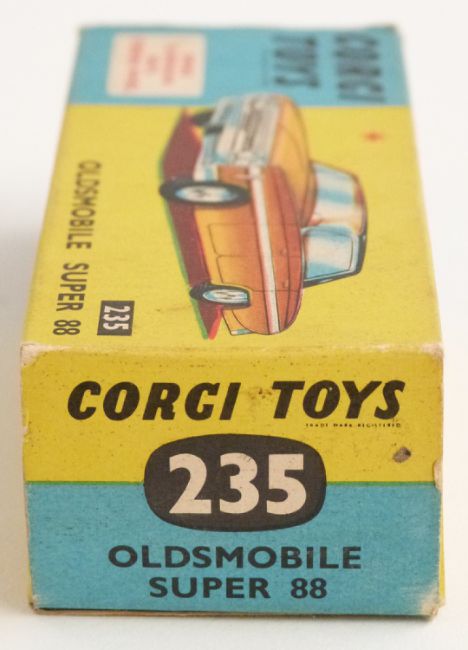 CORGI
TOYS
OLDSMOBILE SUPER 88
235
CORGI TOYS
TRADE MARK REGISTERED
235
OLDSMOBILE
SUPER 88